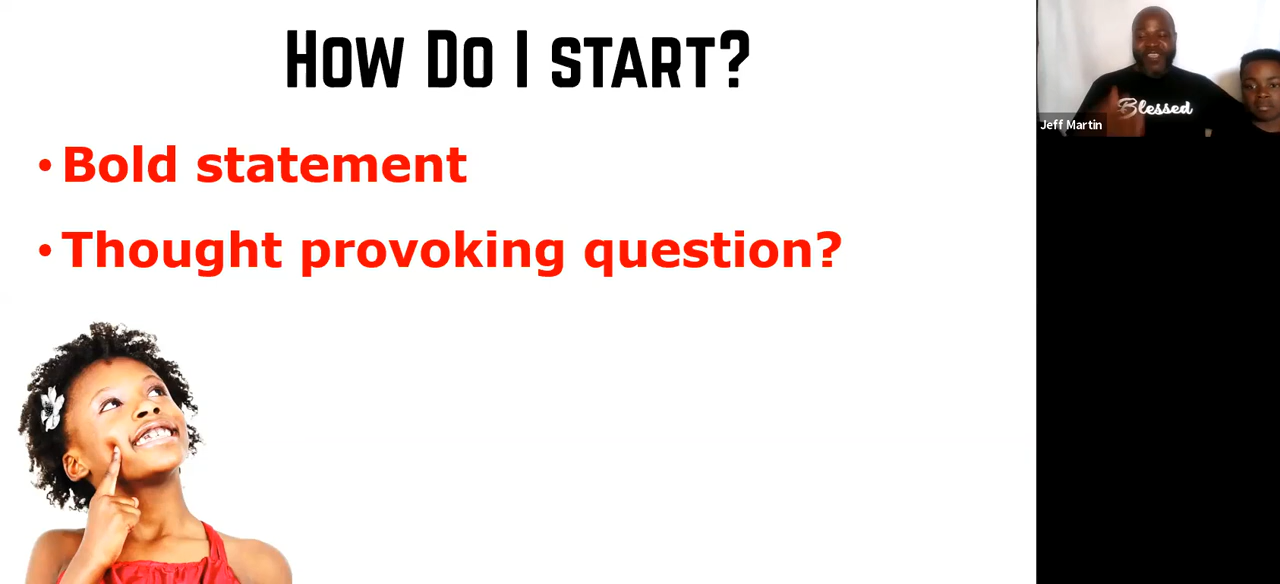 How Do I start?
• Bold statement
• Thought provoking question?
Blessed
Jeff Martin